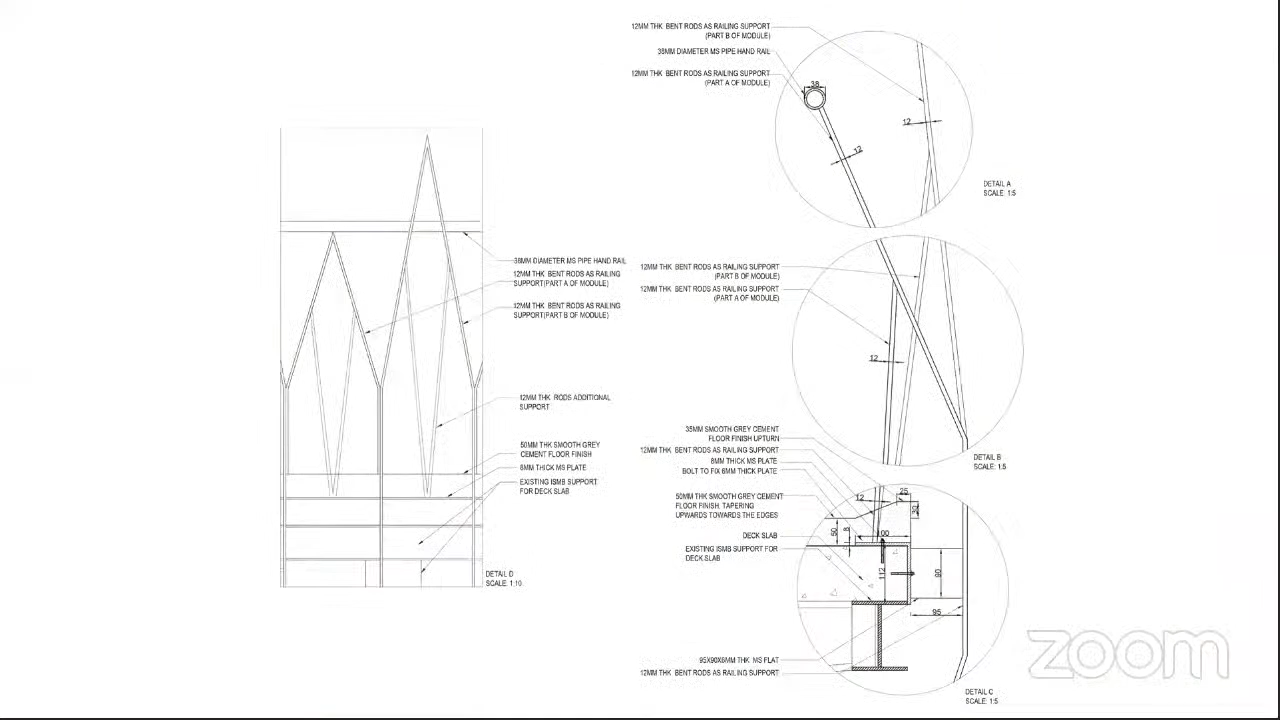 12MM THK BENT RODS AS RAILING SUPPORT
(PART B OF MODULE)
38MM DIAMETER MS PIPE HAND RAIL
12MM THK BENT RODS AS RAILING SUPPORT
(PART A OF MODULE)
38
12
12
DETAIL A
SCALE: 1:5
38MM DIAMETER MS PIPE HAND RAIL
12MM THK BENT RODS AS RAILING
SUPPORT(PART A OF MODULE)
12MM THK BENT RODS AS RAILING
SUPPORT(PART B OF MODULE)
12MM THK RODS ADDITIONAL
SUPPORT
50MM THK SMOOTH GREY
CEMENT FLOOR FINISH
8MM THICK MS PLATE
EXISTING ISMB SUPPORT
FOR DECK SLAB
DETAIL D
SCALE: 1:10
12MM THK BENT RODS AS RAILING SUPPORT
(PART B OF MODULE)
12MM THK BENT RODS AS RAILING SUPPORT
(PART A OF MODULE)
12
DETAIL B
SCALE: 1:5
35MM SMOOTH GREY CEMENT
FLOOR FINISH UPTURN
12MM THK BENT RODS AS RAILING SUPPORT
8MM THICK MS PLATE
BOLT TO FIX 8MM THICK PLATE
50MM THK SMOOTH GREY CEMENT
FLOOR FINISH, TAPERING
UPWARDS TOWARDS THE EDGES
DECK SLAB
EXISTING ISMB SUPPORT FOR
DECK SLAB
95X90X6MM THK MS FLAT
12MM THK BENT RODS AS RAILING SUPPORT
12
25
50
8
112
90
95
DETAIL C
SCALE: 1:5
zoom